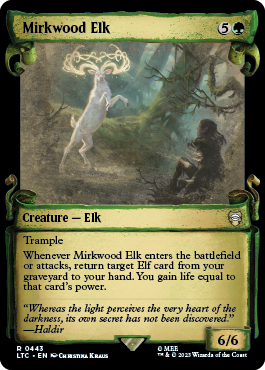 Mirkwood Elk 5
Creature — Elk
Trample
Whenever Mirkwood Elk enters the battlefield
or attacks, return target Elf card from your
graveyard to your hand. You gain life equal to
that card's power.
"Whereas the light perceives the very heart of the
darkness, its own secret has not been discovered."
—Haldir
6/6
R 0443
LTC • EN Christina Kraus
© MEE
™ & © 2023 Wizards of the Coast